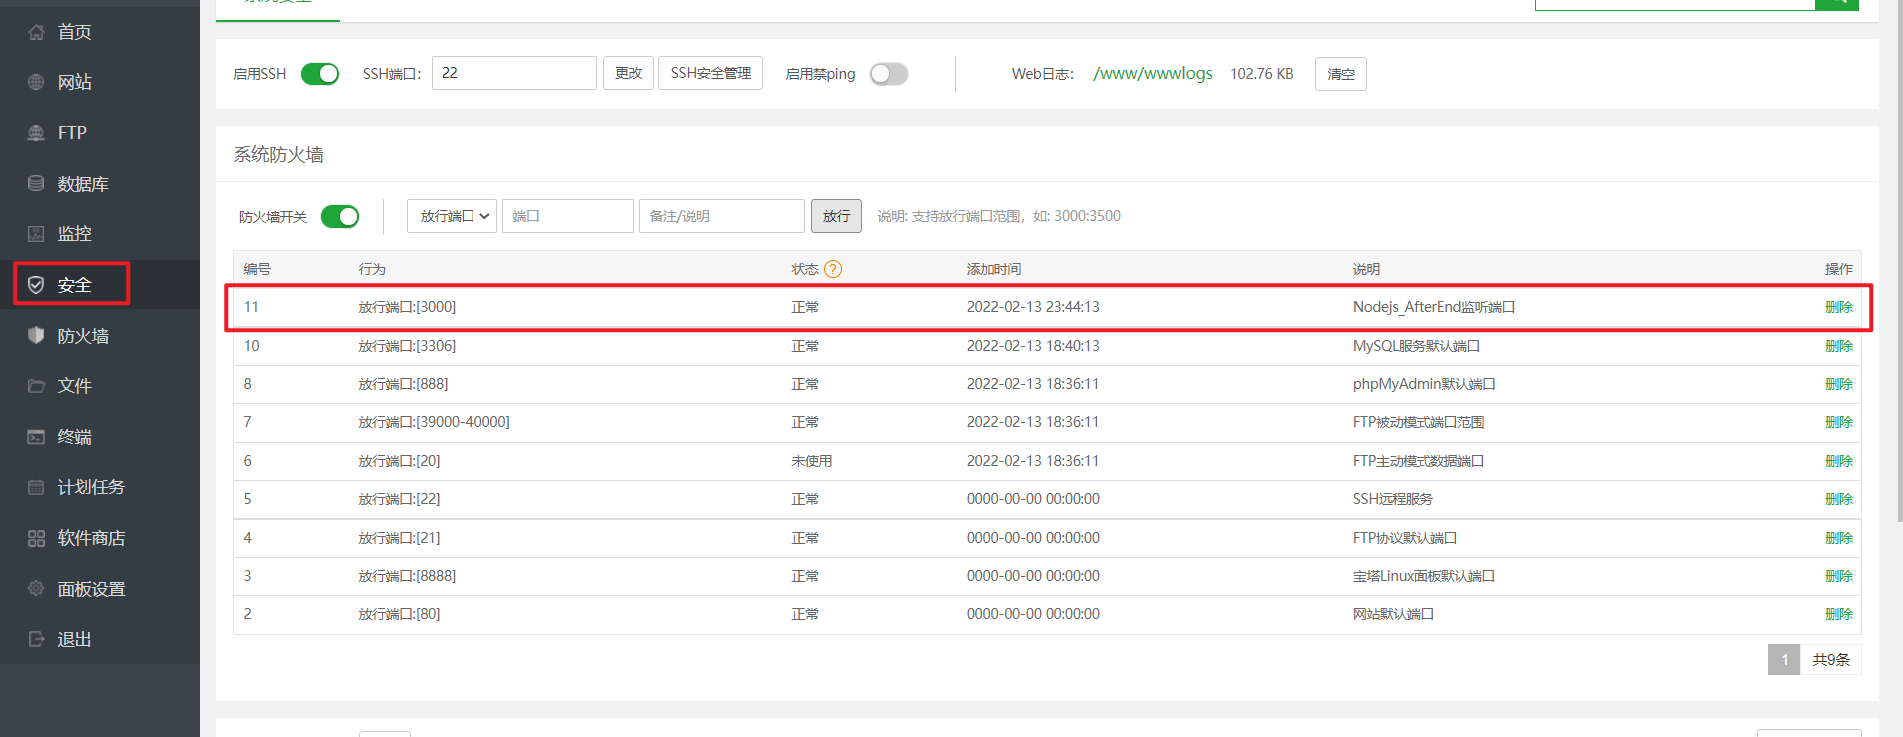 首页
网站
FTP
数据库
监控
安全
防火墙
文件
终端
计划任务
软件商店
面板设置
退出
启用SSH SSH端口: 22 更改 SSH安全管理 启用禁ping Web日志: /www/wwwlogs 102.76 KB 清空
系统防火墙
防火墙开关 放行端口 端口 备注/说明 放行 说明: 支持放行端口范围，如: 3000:3500
编号 行为 状态 ? 添加时间 说明 操作
11 放行端口:[3000] 正常 2022-02-13 23:44:13 Nodejs_AfterEnd监听端口 删除
10 放行端口:[3306] 正常 2022-02-13 18:40:13 MySQL服务默认端口 删除
8 放行端口:[888] 正常 2022-02-13 18:36:11 phpMyAdmin默认端口 删除
7 放行端口:[39000-40000] 正常 2022-02-13 18:36:11 FTP被动模式端口范围 删除
6 放行端口:[20] 未使用 2022-02-13 18:36:11 FTP主动模式数据端口 删除
5 放行端口:[22] 正常 0000-00-00 00:00:00 SSH远程服务 删除
4 放行端口:[21] 正常 0000-00-00 00:00:00 FTP协议默认端口 删除
3 放行端口:[8888] 正常 0000-00-00 00:00:00 宝塔Linux面板默认端口 删除
2 放行端口:[80] 正常 0000-00-00 00:00:00 网站默认端口 删除
1 共9条